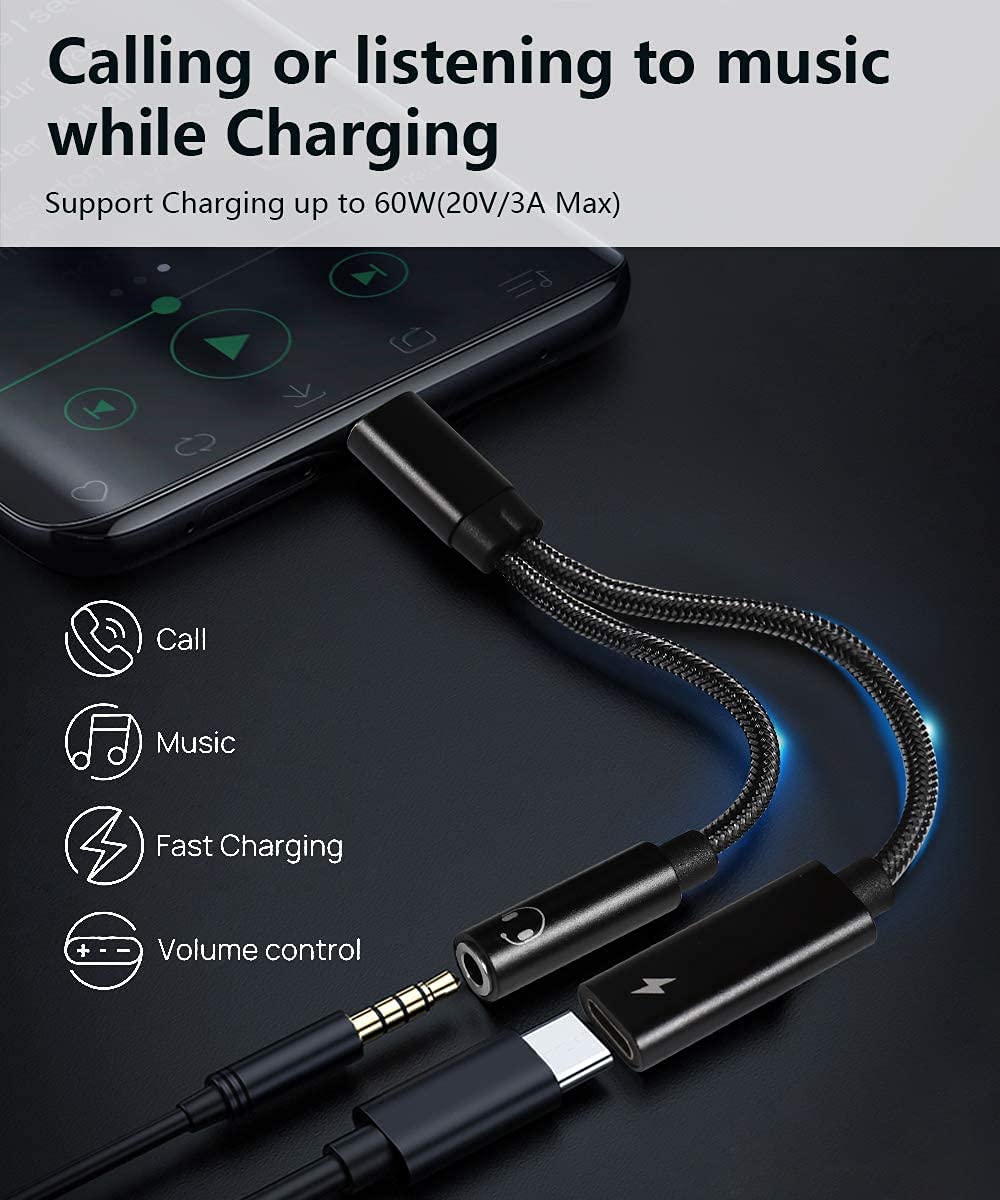 Calling or listening to music
while Charging
Support Charging up to 60W(20V/3A Max)
Call
Music
Fast Charging
Volume control